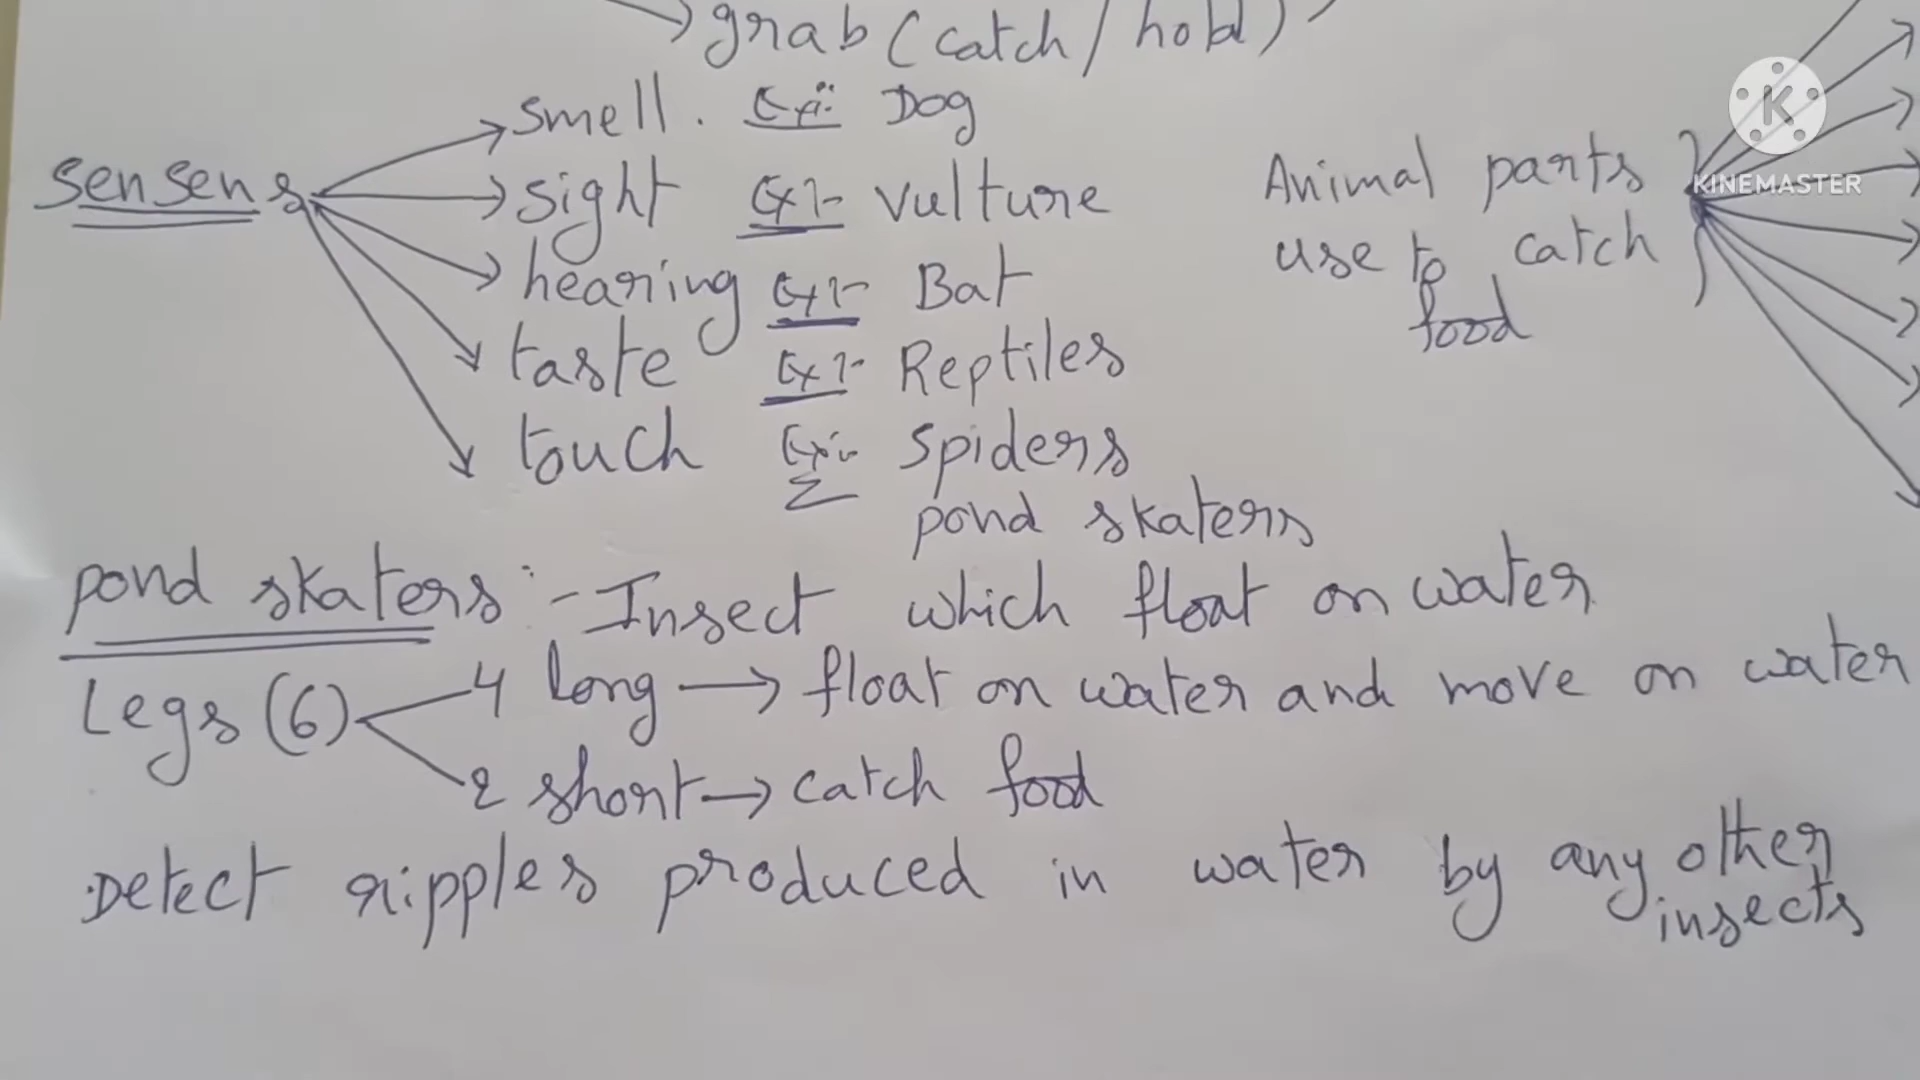 grab (catch / hold)
sensens
smell. Ex:- Dog
sight Ex:- vulture
hearing Ex:- Bat
taste Ex:- Reptiles
touch Ex:- spiders
pond skaters
Animal parts
use to catch
food
KINEMASTER
pond skaters :- Insect which float on water
Legs (6)
4 long → float on water and move on water
2 short → catch food
Detect ripples produced in water by any other
insects